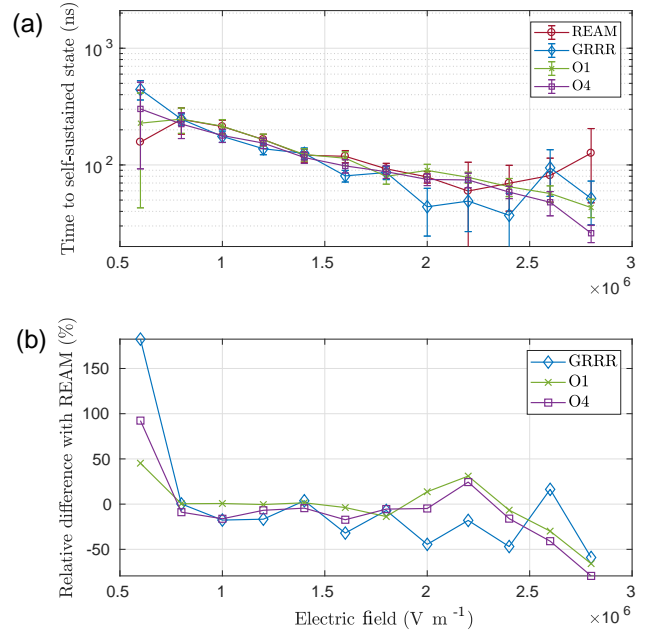 (a)
Time to self-sustained state (ns)
10^3
10^2
REAM
GRRR
O1
O4
0.5 1 1.5 2 2.5 3
×10^6
(b)
Relative difference with REAM (%)
150
100
50
0
-50
GRRR
O1
O4
0.5 1 1.5 2 2.5 3
Electric field (V m^-1)
×10^6